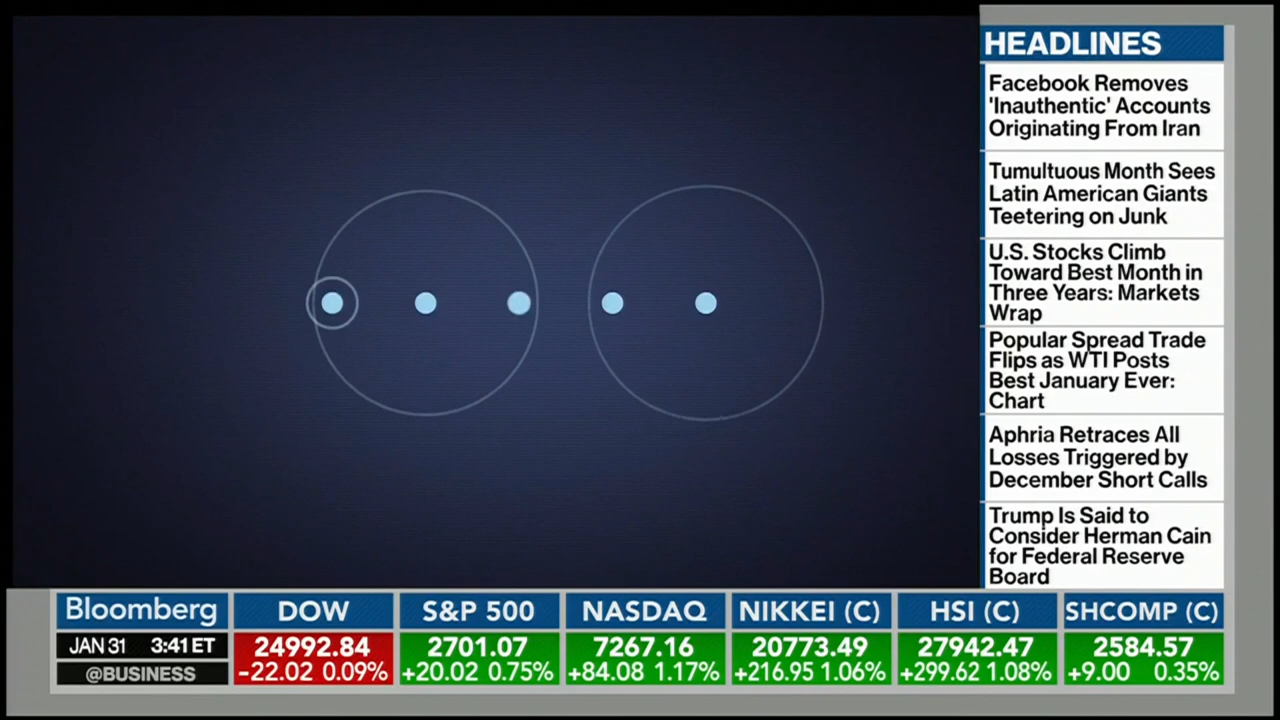 HEADLINES
Facebook Removes
'Inauthentic' Accounts
Originating From Iran
Tumultuous Month Sees
Latin American Giants
Teetering on Junk
U.S. Stocks Climb
Toward Best Month in
Three Years: Markets
Wrap
Popular Spread Trade
Flips as WTI Posts
Best January Ever:
Chart
Aphria Retraces All
Losses Triggered by
December Short Calls
Trump Is Said to
Consider Herman Cain
for Federal Reserve
Board
Bloomberg DOW S&P 500 NASDAQ NIKKEI (C) HSI (C) SHCOMP (C)
JAN 31 3:41 ET 24992.84 2701.07 7267.16 20773.49 27942.47 2584.57
@BUSINESS -22.02 0.09% +20.02 0.75% +84.08 1.17% +216.95 1.06% +299.62 1.08% +9.00 0.35%